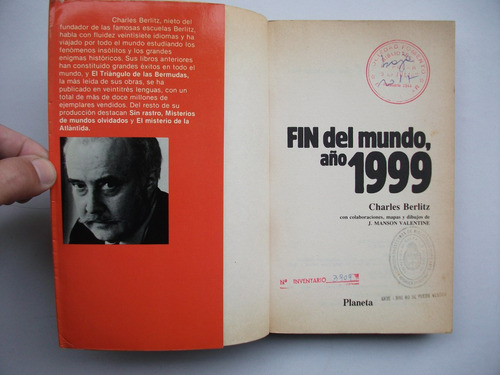 Charles Berlitz, nieto del
fundador de las famosas escuelas Berlitz,
habla con fluidez veintisiete idiomas y ha
viajado por todo el mundo estudiando los
fenómenos insólitos y los grandes
enigmas históricos. Sus libros anteriores
han constituido grandes éxitos en todo el
mundo, y El Triángulo de las Bermudas,
la más leída de sus obras, se ha
publicado en veintitrés lenguas, con un
total de más de doce millones de
ejemplares vendidos. Del resto de su
producción destacan Sin rastro, Misterios
de mundos olvidados y El misterio de la
Atlántida.
FIN del mundo,
año 1999
Charles Berlitz
con colaboraciones, mapas y dibujos de
J. MANSON VALENTINE
Nº INVENTARIO
Planeta